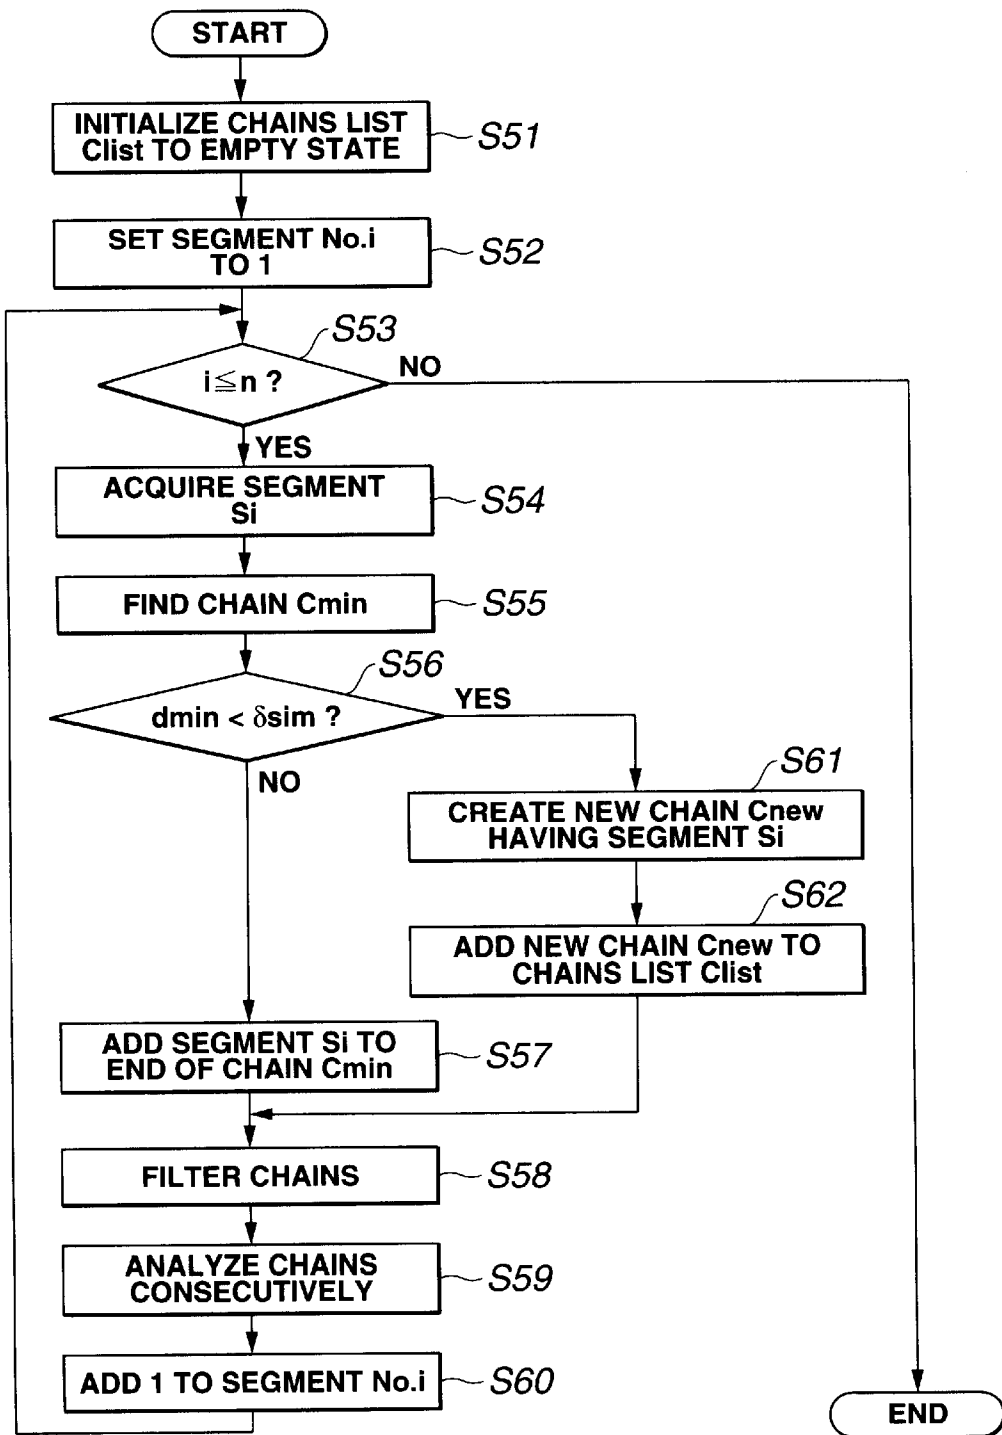 START
INITIALIZE CHAINS LIST
Clist TO EMPTY STATE
S51
SET SEGMENT No.i
TO 1
S52
S53
i≦n ?
NO
YES
ACQUIRE SEGMENT
Si
S54
FIND CHAIN Cmin
S55
S56
dmin < δsim ?
YES
NO
S61
CREATE NEW CHAIN Cnew
HAVING SEGMENT Si
S62
ADD NEW CHAIN Cnew TO
CHAINS LIST Clist
ADD SEGMENT Si TO
END OF CHAIN Cmin
S57
FILTER CHAINS
S58
ANALYZE CHAINS
CONSECUTIVELY
S59
ADD 1 TO SEGMENT No.i
S60
END